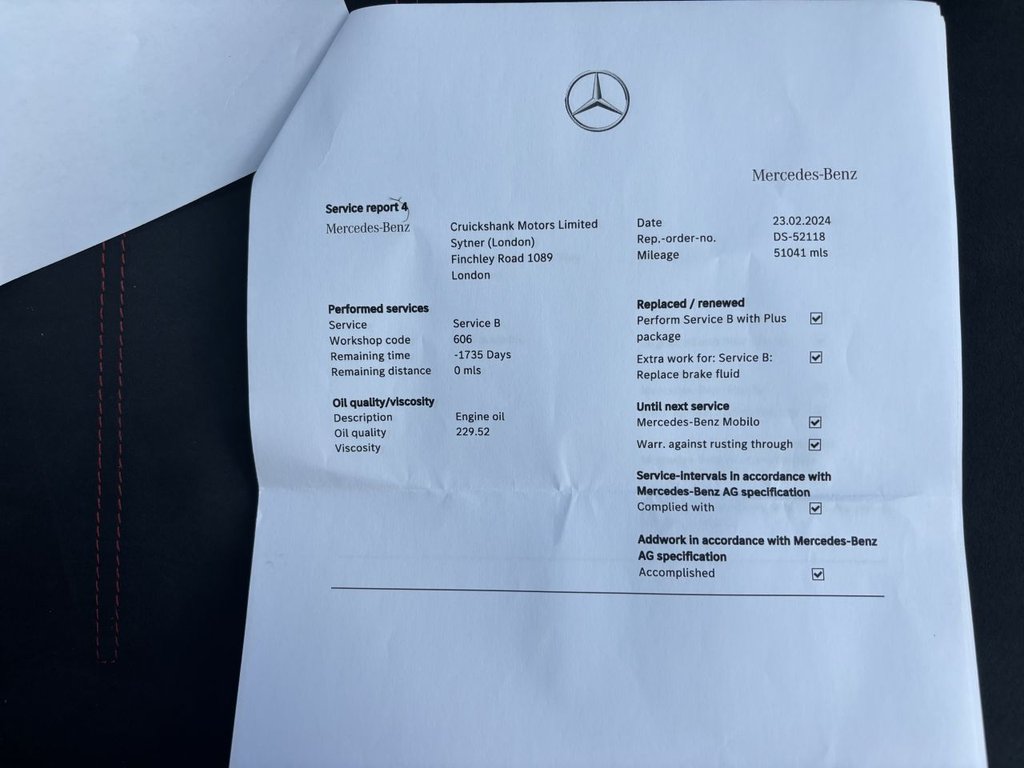 Mercedes-Benz
Service report 4
Mercedes-Benz
Cruickshank Motors Limited
Sytner (London)
Finchley Road 1089
London
Date 23.02.2024
Rep.-order-no. DS-52118
Mileage 51041 mls
Performed services
Service Service B
Workshop code 606
Remaining time -1735 Days
Remaining distance 0 mls
Oil quality/viscosity
Description Engine oil
Oil quality 229.52
Viscosity
Replaced / renewed
Perform Service B with Plus
package
Extra work for: Service B:
Replace brake fluid
Until next service
Mercedes-Benz Mobilo
Warr. against rusting through
Service-intervals in accordance with
Mercedes-Benz AG specification
Complied with
Addwork in accordance with Mercedes-Benz
AG specification
Accomplished